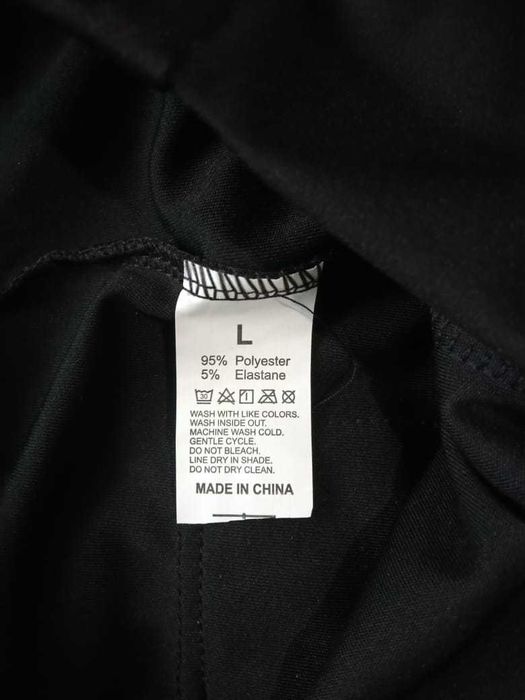 L
95% Polyester
5% Elastane
30
WASH WITH LIKE COLORS.
WASH INSIDE OUT.
MACHINE WASH COLD.
GENTLE CYCLE.
DO NOT BLEACH.
LINE DRY IN SHADE.
DO NOT DRY CLEAN.
MADE IN CHINA